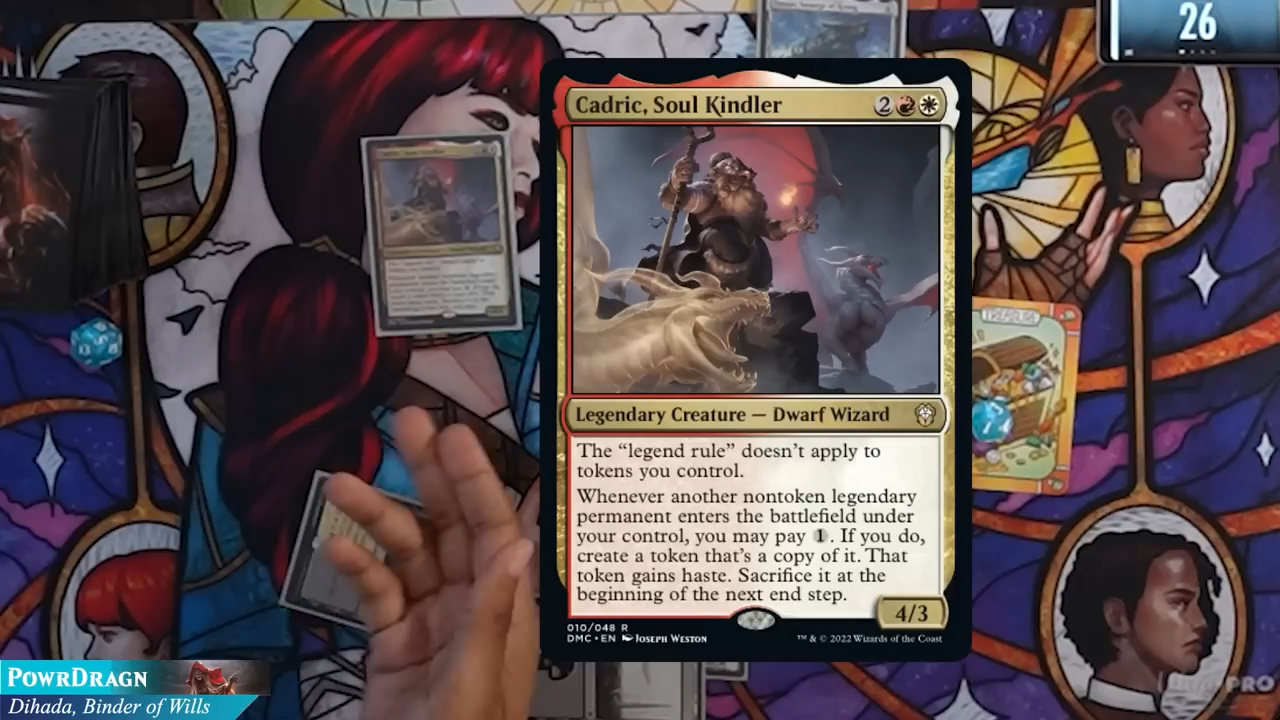 26
Cadric, Soul Kindler 2
Legendary Creature — Dwarf Wizard
The “legend rule” doesn’t apply to
tokens you control.
Whenever another nontoken legendary
permanent enters the battlefield under
your control, you may pay 1. If you do,
create a token that’s a copy of it. That
token gains haste. Sacrifice it at the
beginning of the next end step.
4/3
010/048 R
DMC • EN Joseph Weston
™ & © 2022 Wizards of the Coast
TREASURE
PowrDragn
Dihada, Binder of Wills